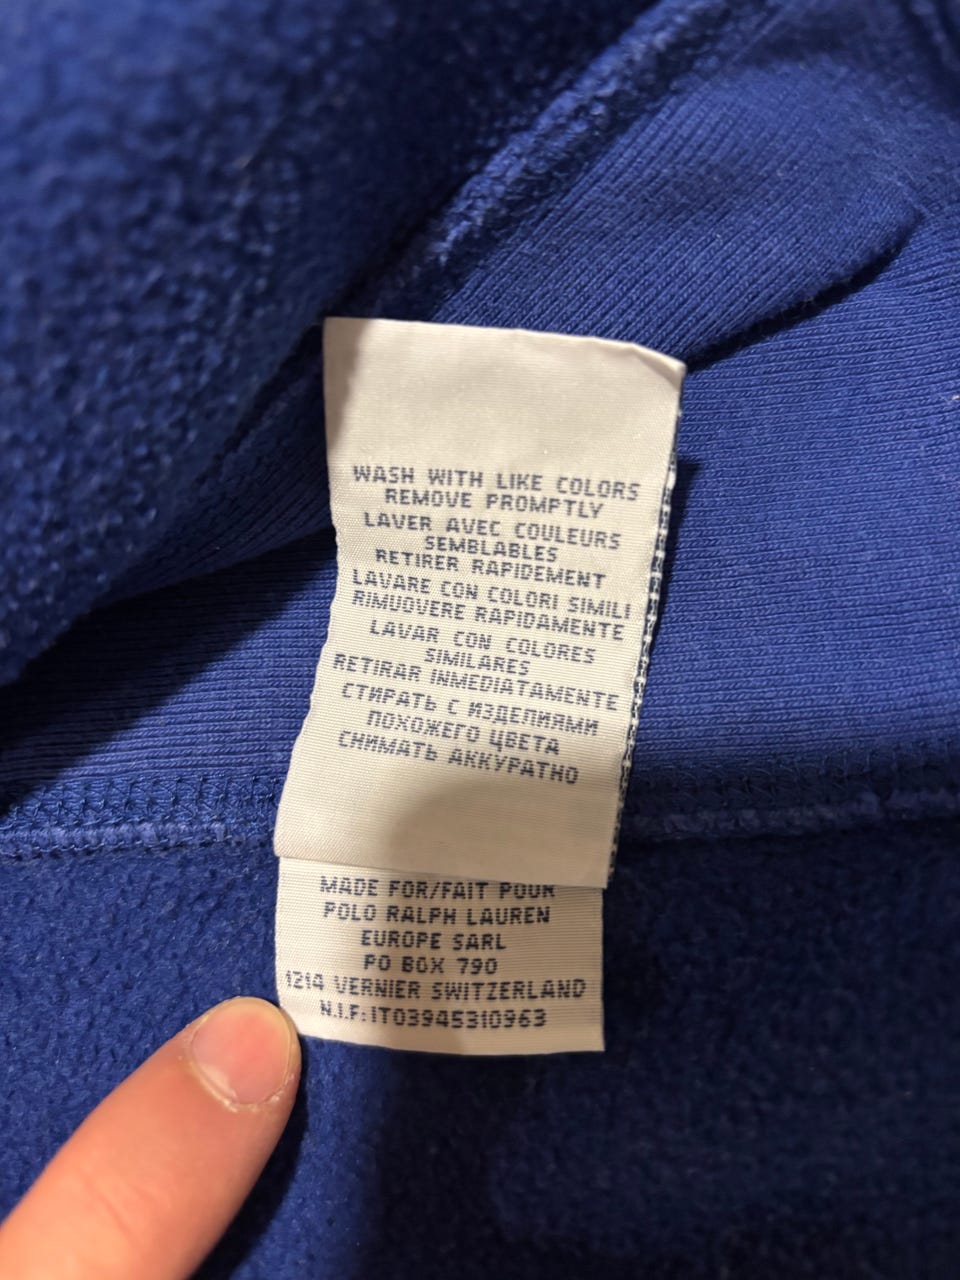 WASH WITH LIKE COLORS
REMOVE PROMPTLY
LAVER AVEC COULEURS
SEMBLABLES
RETIRER RAPIDEMENT
LAVARE CON COLORI SIMILI
RIMUOVERE RAPIDAMENTE
LAVAR CON COLORES
SIMILARES
RETIRAR INMEDIATAMENTE
СТИРАТЬ С ИЗДЕЛИЯМИ
ПОХОЖЕГО ЦВЕТА
СНИМАТЬ АККУРАТНО
MADE FOR/FAIT POUR
POLO RALPH LAUREN
EUROPE SARL
PO BOX 790
1214 VERNIER SWITZERLAND
N.I.F:IT03945310963